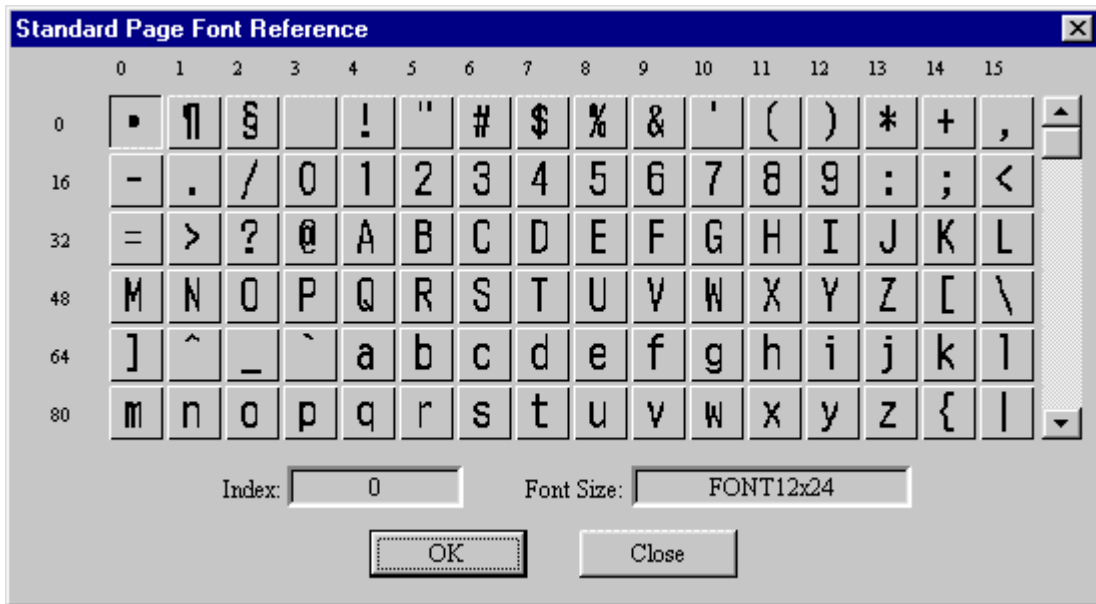 Standard Page Font Reference
0 1 2 3 4 5 6 7 8 9 10 11 12 13 14 15
0 ▪ ¶ § ! " # $ % & ' ( ) * + ,
16 - . / 0 1 2 3 4 5 6 7 8 9 : ; <
32 = > ? @ A B C D E F G H I J K L
48 M N O P Q R S T U V W X Y Z [ \
64 ] ^ _ ` a b c d e f g h i j k l
80 m n o p q r s t u v w x y z { |
Index: 0 Font Size: FONT12x24
OK Close